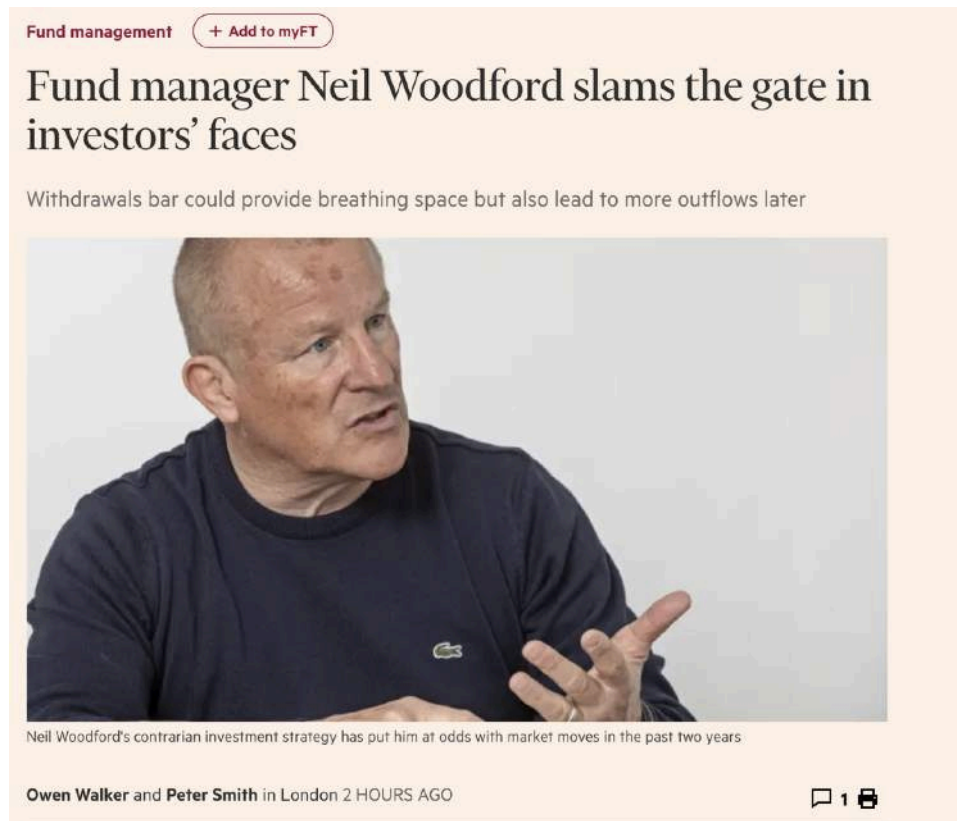 Fund management + Add to myFT
Fund manager Neil Woodford slams the gate in
investors’ faces
Withdrawals bar could provide breathing space but also lead to more outflows later
Neil Woodford's contrarian investment strategy has put him at odds with market moves in the past two years
Owen Walker and Peter Smith in London 2 HOURS AGO 1